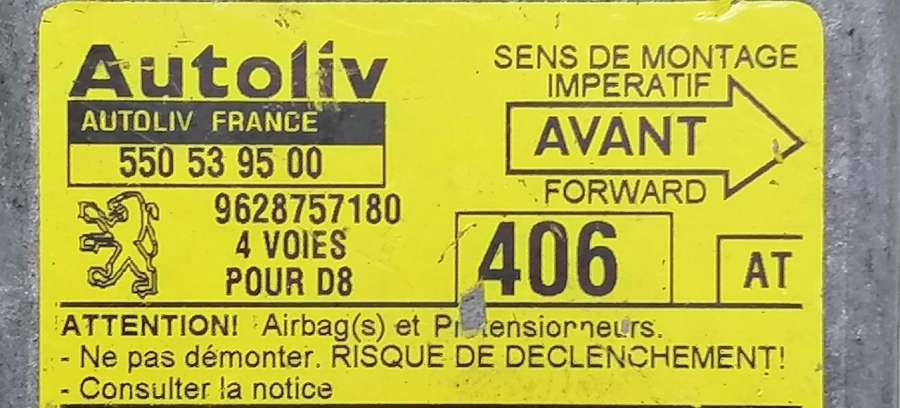 Autoliv
AUTOLIV FRANCE
550 53 95 00
SENS DE MONTAGE
IMPERATIF
AVANT
FORWARD
9628757180
4 VOIES
POUR D8
406
AT
ATTENTION! Airbag(s) et
- Ne pas démonter. RISQUE DE DECLENCHEMENT!
- Consulter la notice